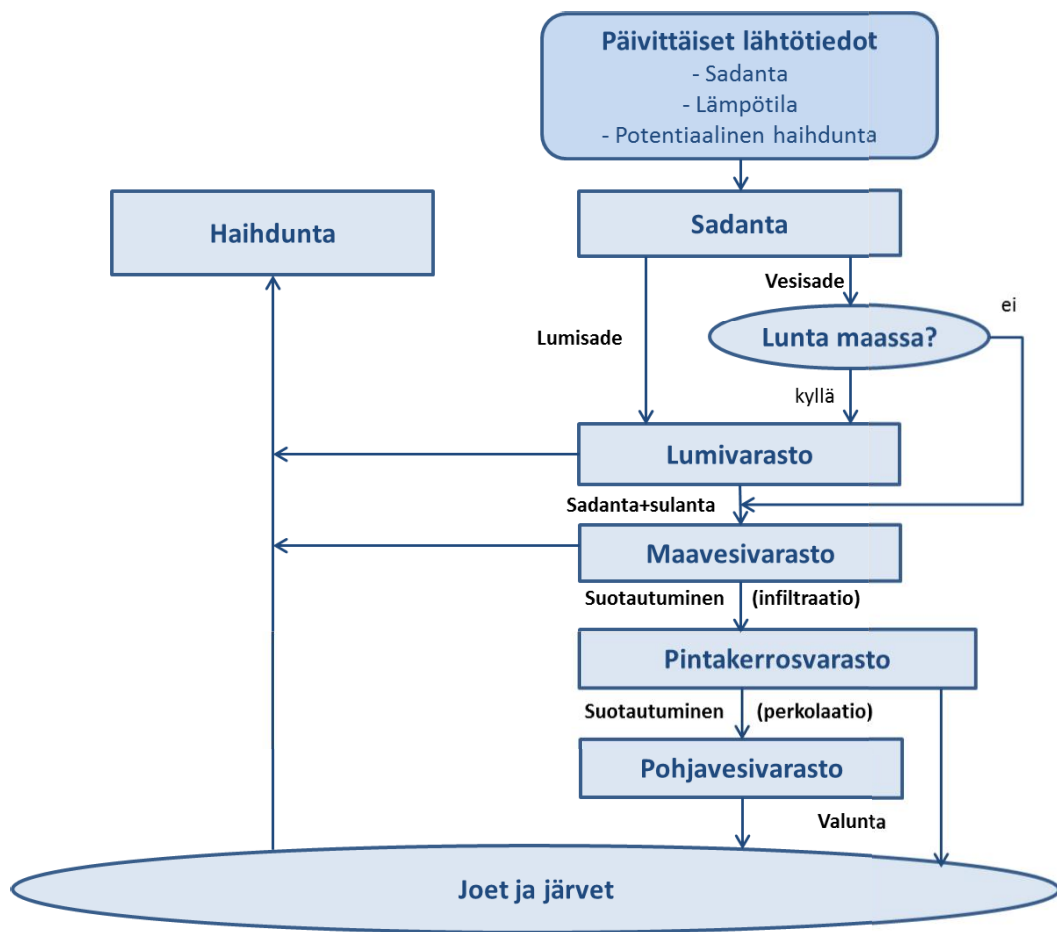 Päivittäiset lähtötiedot
- Sadanta
- Lämpötila
- Potentiaalinen haihdunta
Haihdunta
Sadanta
Vesisade
ei
Lumisade
Lunta maassa?
kyllä
Lumivarasto
Sadanta+sulanta
Maavesivarasto
Suotautuminen (infiltraatio)
Pintakerrosvarasto
Suotautuminen (perkolaatio)
Pohjavesivarasto
Valunta
Joet ja järvet